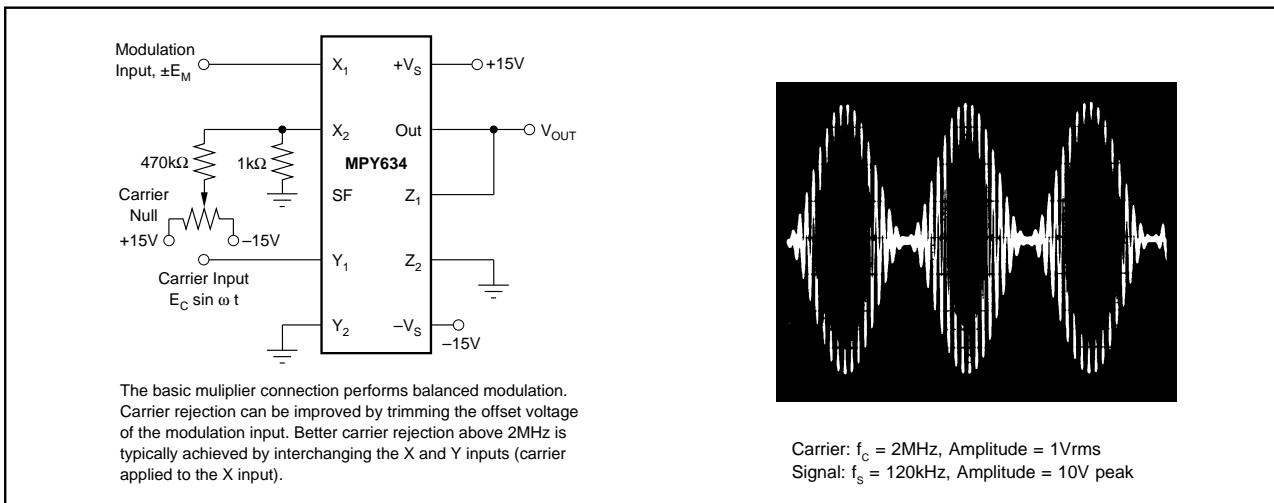 Modulation
Input, ±E_M
X_1
+V_S
+15V
X_2
Out
V_OUT
470kΩ
1kΩ
MPY634
Carrier
Null
SF
Z_1
+15V
–15V
Y_1
Z_2
Carrier Input
E_C sin ω t
Y_2
–V_S
–15V
The basic muliplier connection performs balanced modulation.
Carrier rejection can be improved by trimming the offset voltage
of the modulation input. Better carrier rejection above 2MHz is
typically achieved by interchanging the X and Y inputs (carrier
applied to the X input).
Carrier: f_C = 2MHz, Amplitude = 1Vrms
Signal: f_S = 120kHz, Amplitude = 10V peak